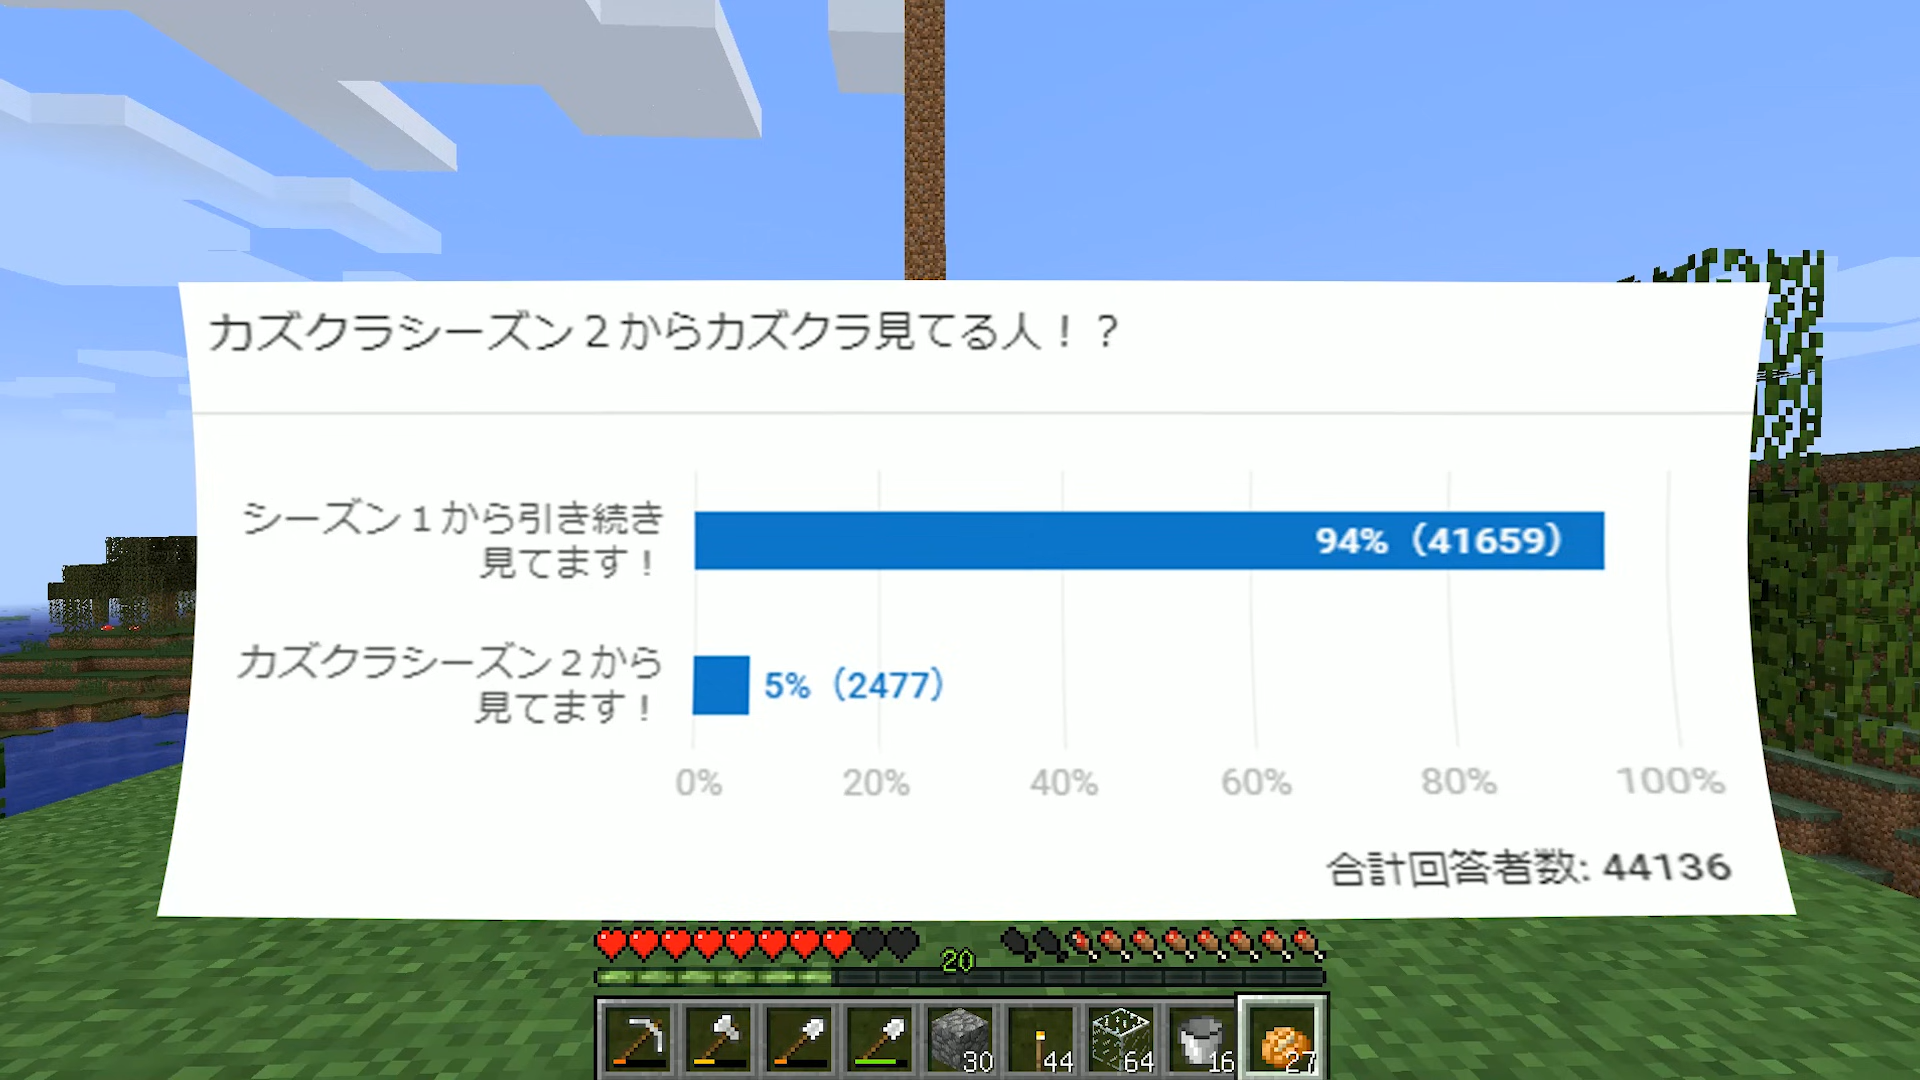 カズクラシーズン２からカズクラ見てる人！？
シーズン１から引き続き
見てます！
94%（41659）
カズクラシーズン２から
見てます！
5%（2477）
0% 20% 40% 60% 80% 100%
合計回答者数: 44136
20
30 44 64 16 27